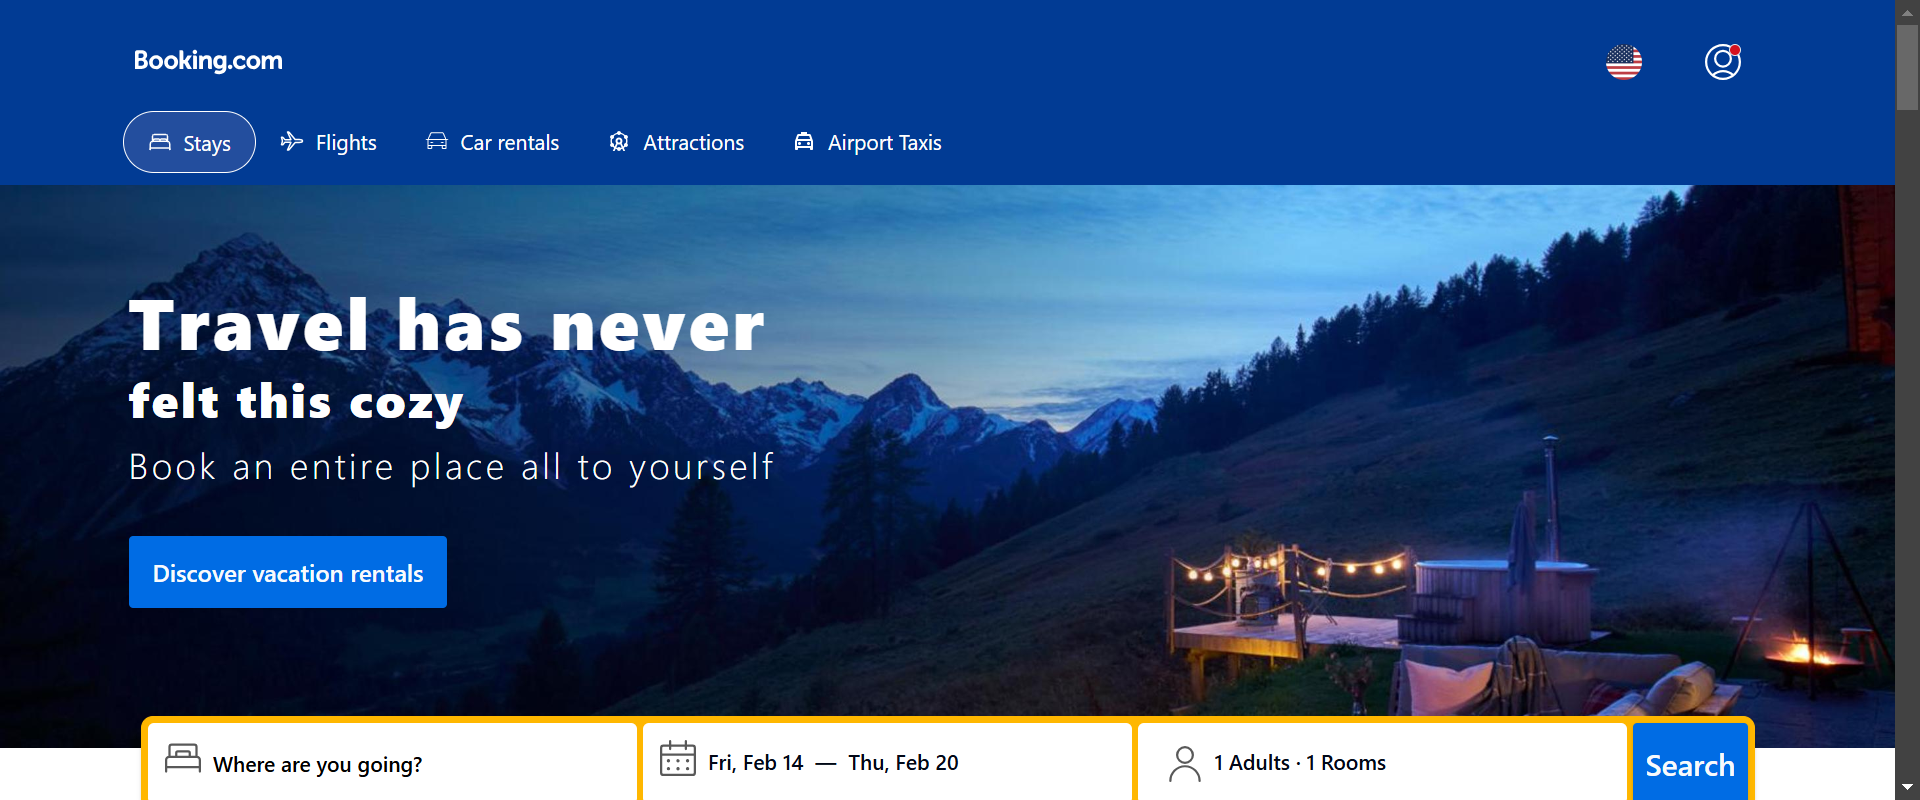 Booking.com
Stays
Flights
Car rentals
Attractions
Airport Taxis
Travel has never
felt this cozy
Book an entire place all to yourself
Discover vacation rentals
Where are you going?
Fri, Feb 14 — Thu, Feb 20
1 Adults · 1 Rooms
Search